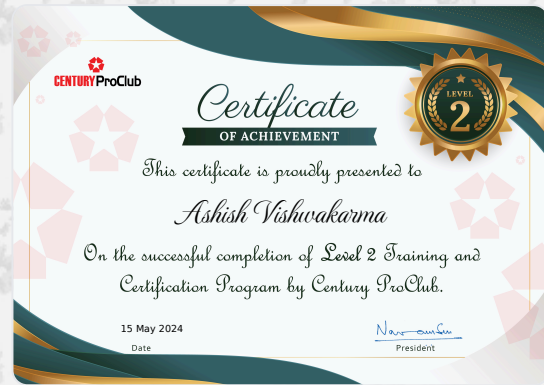 CENTURY ProClub
Certificate
OF ACHIEVEMENT
LEVEL
2
This certificate is proudly presented to
Ashish Vishwakarma
On the successful completion of Level 2 Training and
Certification Program by Century ProClub.
15 May 2024
Date
President